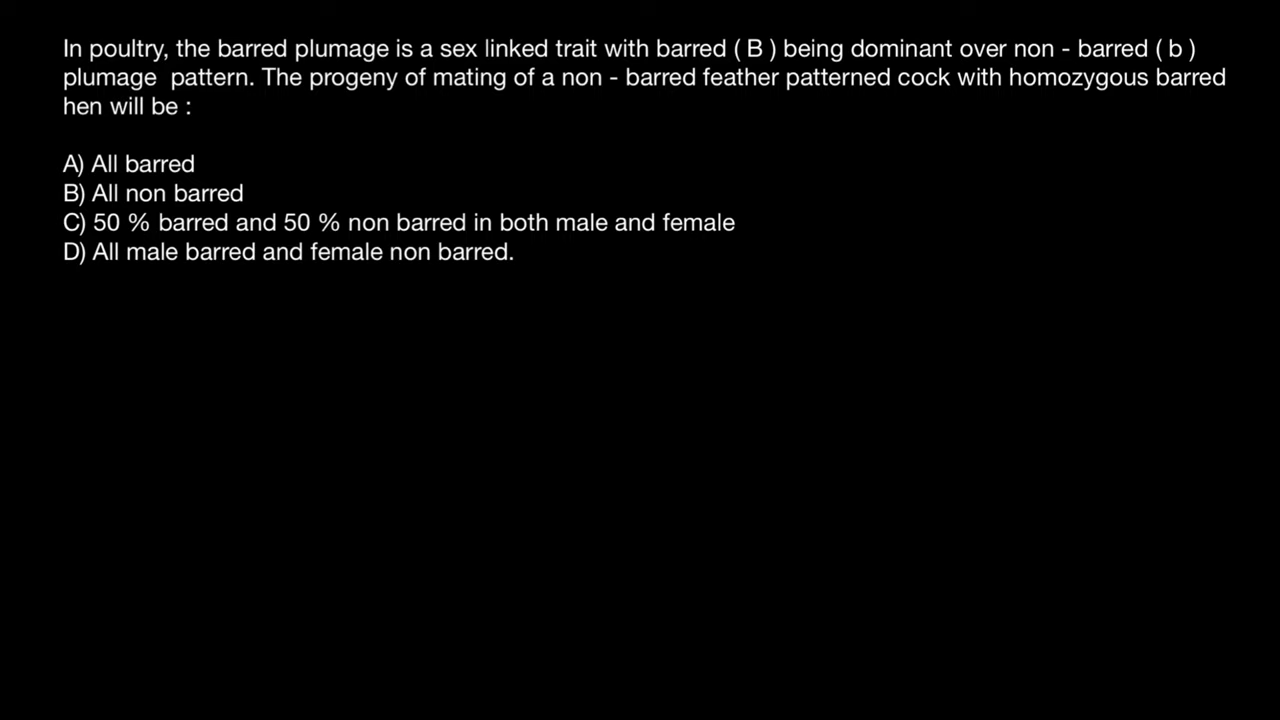 In poultry, the barred plumage is a sex linked trait with barred ( B ) being dominant over non - barred ( b )
plumage  pattern. The progeny of mating of a non - barred feather patterned cock with homozygous barred
hen will be :
A) All barred
B) All non barred
C) 50 % barred and 50 % non barred in both male and female
D) All male barred and female non barred.